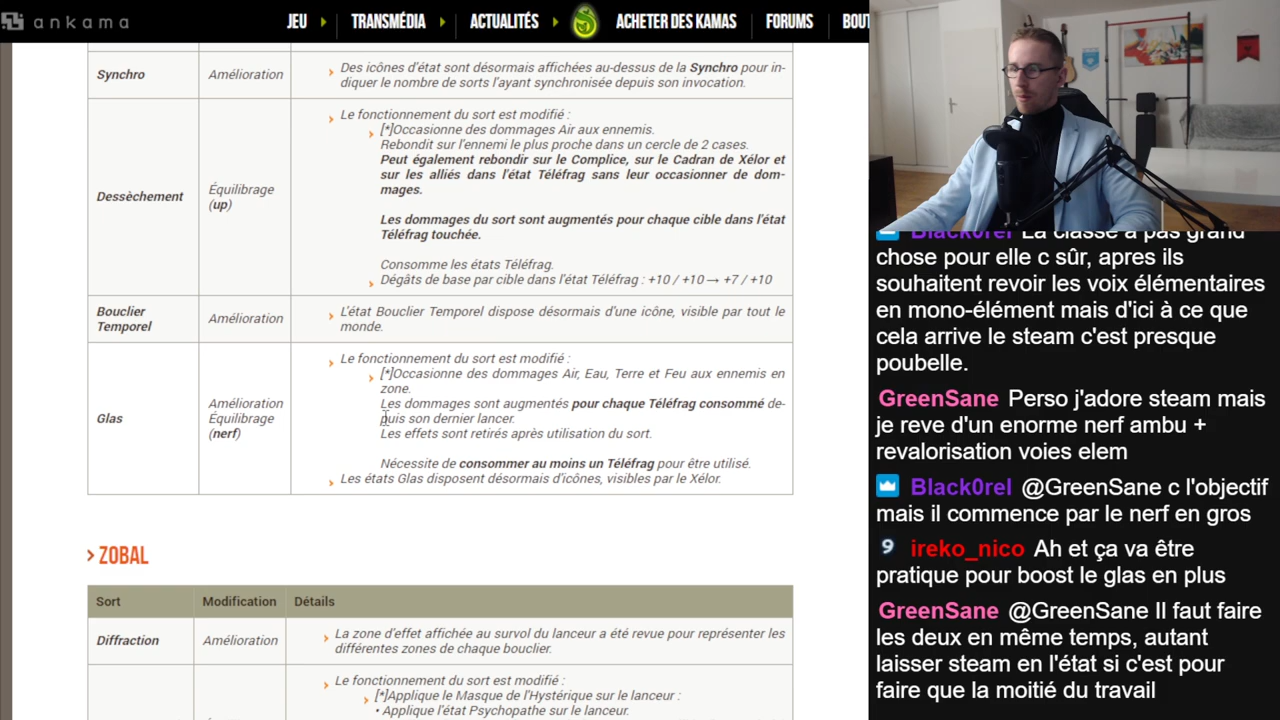 ankama
JEU
TRANSMÉDIA
ACTUALITÉS
ACHETER DES KAMAS
FORUMS
BOUT
Synchro
Amélioration
Des icônes d'état sont désormais affichées au-dessus de la Synchro pour in-
diquer le nombre de sorts l'ayant synchronisée depuis son invocation.
Dessèchement
Équilibrage
(up)
Le fonctionnement du sort est modifié :
[*]Occasionne des dommages Air aux ennemis.
Rebondit sur l'ennemi le plus proche dans un cercle de 2 cases.
Peut également rebondir sur le Complice, sur le Cadran de Xélor et
sur les alliés dans l'état Téléfrag sans leur occasionner de dom-
mages.
Les dommages du sort sont augmentés pour chaque cible dans l'état
Téléfrag touchée.
Consomme les états Téléfrag.
Dégâts de base par cible dans l'état Téléfrag : +10 / +10 → +7 / +10
Bouclier
Temporel
Amélioration
L'état Bouclier Temporel dispose désormais d'une icône, visible par tout le
monde.
Glas
Amélioration
Équilibrage
(nerf)
Le fonctionnement du sort est modifié :
[*]Occasionne des dommages Air, Eau, Terre et Feu aux ennemis en
zone.
Les dommages sont augmentés pour chaque Téléfrag consommé de-
puis son dernier lancer.
Les effets sont retirés après utilisation du sort.
Nécessite de consommer au moins un Téléfrag pour être utilisé.
Les états Glas disposent désormais d'icônes, visibles par le Xélor.
ZOBAL
Sort
Modification
Détails
Diffraction
Amélioration
La zone d'effet affichée au survol du lanceur a été revue pour représenter les
différentes zones de chaque bouclier.
Le fonctionnement du sort est modifié :
[*]Applique le Masque de l'Hystérique sur le lanceur :
• Applique l'état Psychopathe sur le lanceur.
Black0rel La classe a pas grand
chose pour elle c sûr, apres ils
souhaitent revoir les voix élémentaires
en mono-élément mais d'ici à ce que
cela arrive le steam c'est presque
poubelle.
GreenSane Perso j'adore steam mais
je reve d'un enorme nerf ambu +
revalorisation voies elem
Black0rel @GreenSane c l'objectif
mais il commence par le nerf en gros
9 ireko_nico Ah et ça va être
pratique pour boost le glas en plus
GreenSane @GreenSane Il faut faire
les deux en même temps, autant
laisser steam en l'état si c'est pour
faire que la moitié du travail